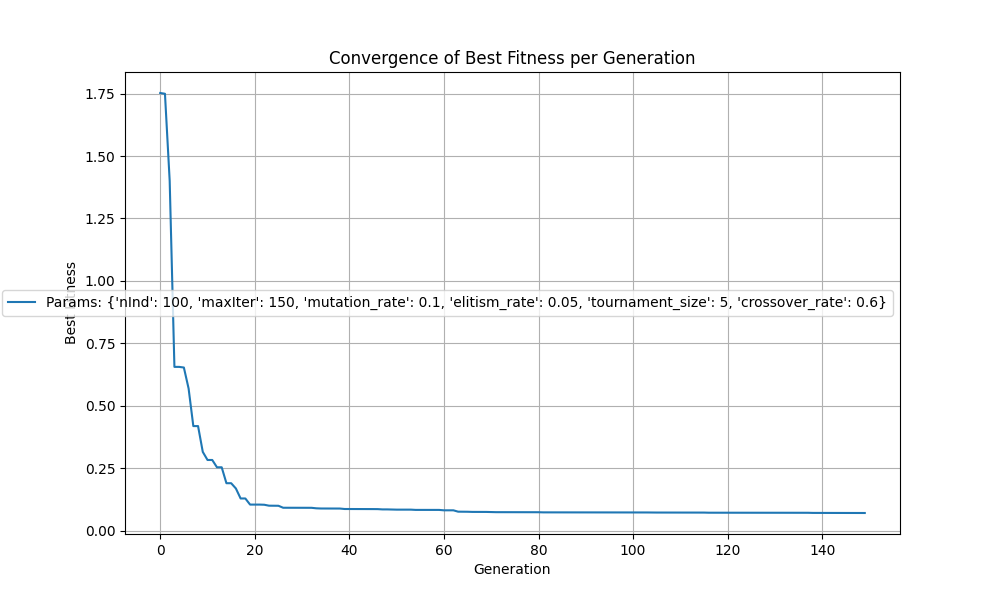 Convergence of Best Fitness per Generation
1.75
1.50
1.25
1.00
0.75
0.50
0.25
0.00
Best
Params: {'nInd': 100, 'maxIter': 150, 'mutation_rate': 0.1, 'elitism_rate': 0.05, 'tournament_size': 5, 'crossover_rate': 0.6}
0 20 40 60 80 100 120 140
Generation